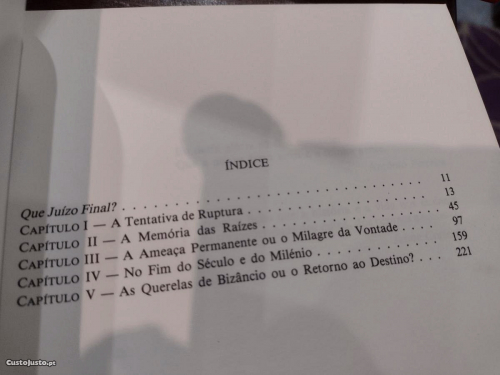 ÍNDICE
Que Juízo Final? . . . . . . . . . . . . . . . . . . . . . . . . . . . . 11
CAPÍTULO I — A Tentativa de Ruptura . . . . . . . . . . . . . . . . . 13
CAPÍTULO II — A Memória das Raízes . . . . . . . . . . . . . . . . . 45
CAPÍTULO III — A Ameaça Permanente ou o Milagre da Vontade . . . . 97
CAPÍTULO IV — No Fim do Século e do Milénio . . . . . . . . . . . . 159
CAPÍTULO V — As Querelas de Bizâncio ou o Retorno ao Destino? . . . 221
CustoJusto.pt